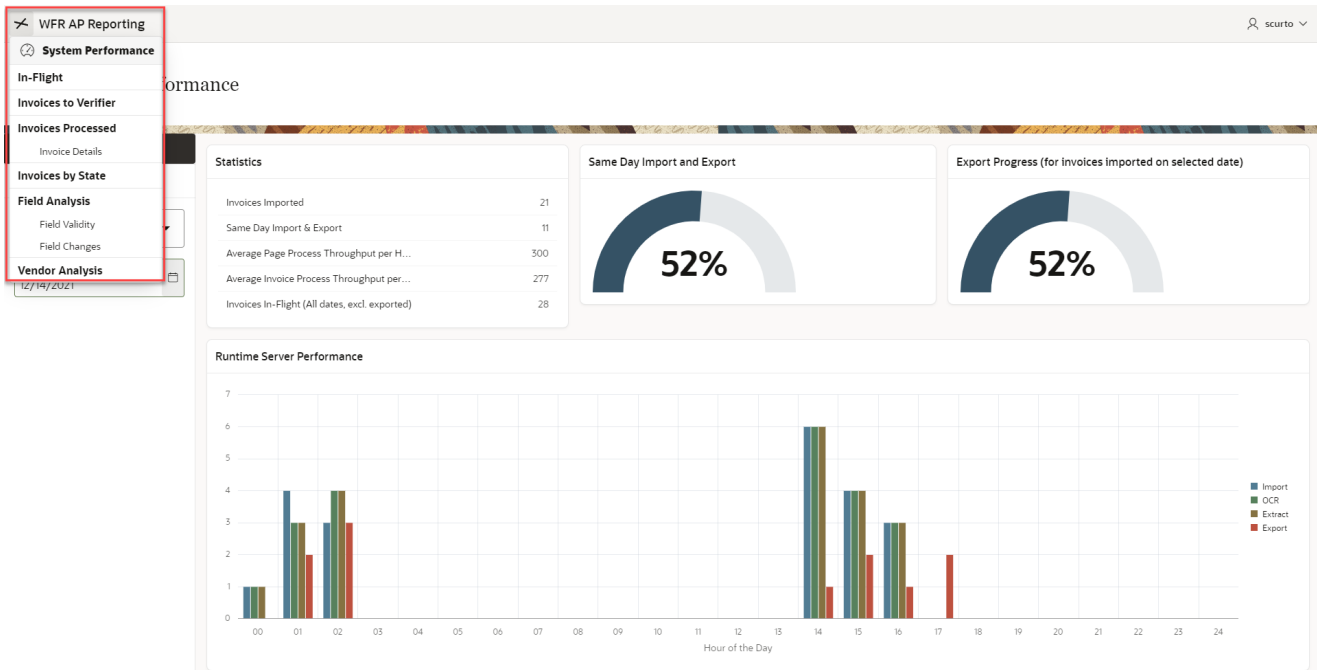 WFR AP Reporting
scurto
System Performance
In-Flight
ormance
Invoices to Verifier
Invoices Processed
Invoice Details
Invoices by State
Field Analysis
Field Validity
Field Changes
Vendor Analysis
12/14/2021
Statistics
Invoices Imported 21
Same Day Import & Export 11
Average Page Process Throughput per H... 300
Average Invoice Process Throughput per... 277
Invoices In-Flight (All dates, excl. exported) 28
Same Day Import and Export
52%
Export Progress (for invoices imported on selected date)
52%
Runtime Server Performance
7
6
5
4
3
2
1
0
00 01 02 03 04 05 06 07 08 09 10 11 12 13 14 15 16 17 18 19 20 21 22 23 24
Hour of the Day
Import
OCR
Extract
Export